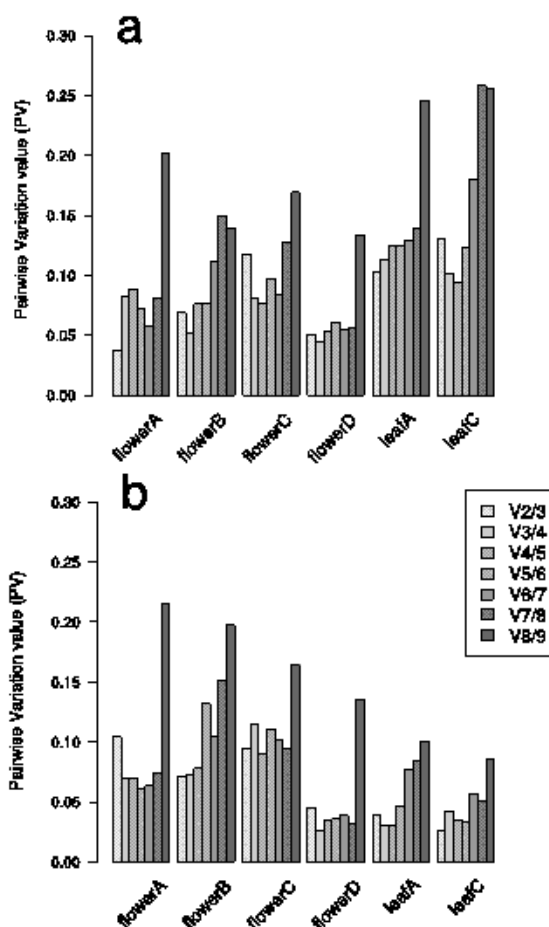 a
Pairwise Variation value (PV)
0.30
0.25
0.20
0.15
0.10
0.05
0.00
flowerA
flowerB
flowerC
flowerD
leafA
leafC
b
Pairwise Variation value (PV)
0.30
0.25
0.20
0.15
0.10
0.05
0.00
V2/3
V3/4
V4/5
V5/6
V6/7
V7/8
V8/9
flowerA
flowerB
flowerC
flowerD
leafA
leafC